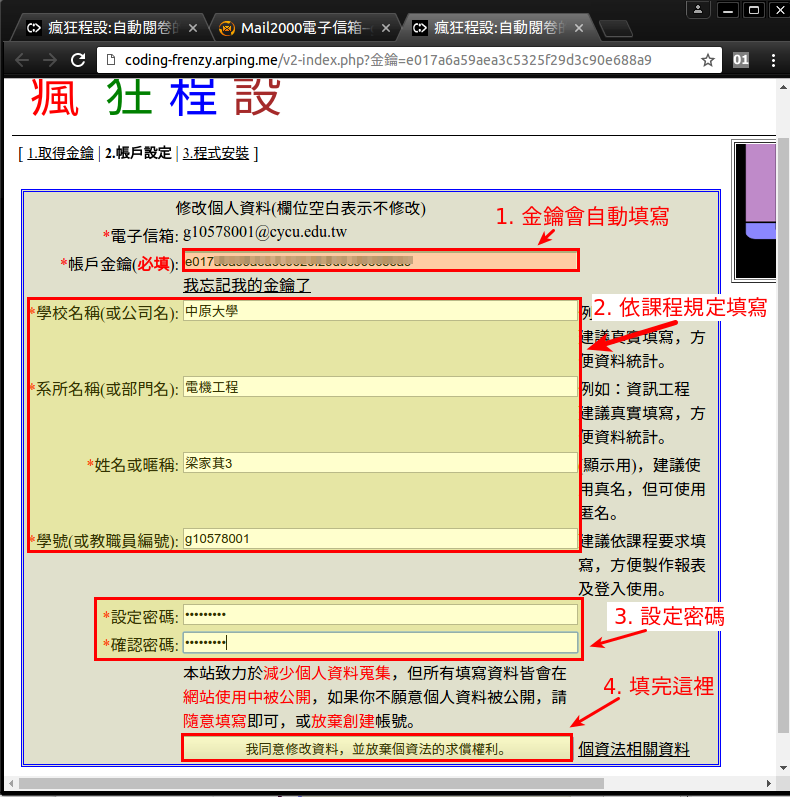 瘋狂程設:自動閱卷的
Mail2000電子信箱—
瘋狂程設:自動閱卷的
coding-frenzy.arping.me/v2-index.php?金鑰=e017a6a59aea3c5325f29d3c90e688a9
01
瘋 狂 程 設
[ 1.取得金鑰 | 2.帳戶設定 | 3.程式安裝 ]
修改個人資料(欄位空白表示不修改)
1. 金鑰會自動填寫
*電子信箱: g10578001@cycu.edu.tw
*帳戶金鑰(必填): e017
我忘記我的金鑰了
2. 依課程規定填寫
*學校名稱(或公司名): 中原大學 例
建議真實填寫，方
便資料統計。
*系所名稱(或部門名): 電機工程 例如：資訊工程
建議真實填寫，方
便資料統計。
*姓名或暱稱: 梁家萁3 顯示用)，建議使
用真名，但可使用
匿名。
*學號(或教職員編號): g10578001 建議依課程要求填
寫，方便製作報表
及登入使用。
*設定密碼: •••••••••
3. 設定密碼
*確認密碼: •••••••••
本站致力於減少個人資料蒐集，但所有填寫資料皆會在
網站使用中被公開，如果你不願意個人資料被公開，請
隨意填寫即可，或放棄創建帳號。
4. 填完這裡
我同意修改資料，並放棄個資法的求償權利。 個資法相關資料